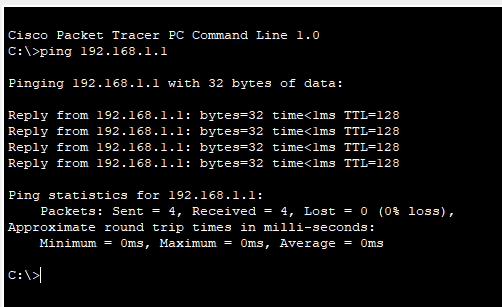 Cisco Packet Tracer PC Command Line 1.0
C:\>ping 192.168.1.1
Pinging 192.168.1.1 with 32 bytes of data:
Reply from 192.168.1.1: bytes=32 time<1ms TTL=128
Reply from 192.168.1.1: bytes=32 time<1ms TTL=128
Reply from 192.168.1.1: bytes=32 time<1ms TTL=128
Reply from 192.168.1.1: bytes=32 time<1ms TTL=128
Ping statistics for 192.168.1.1:
    Packets: Sent = 4, Received = 4, Lost = 0 (0% loss),
Approximate round trip times in milli-seconds:
    Minimum = 0ms, Maximum = 0ms, Average = 0ms
C:\>